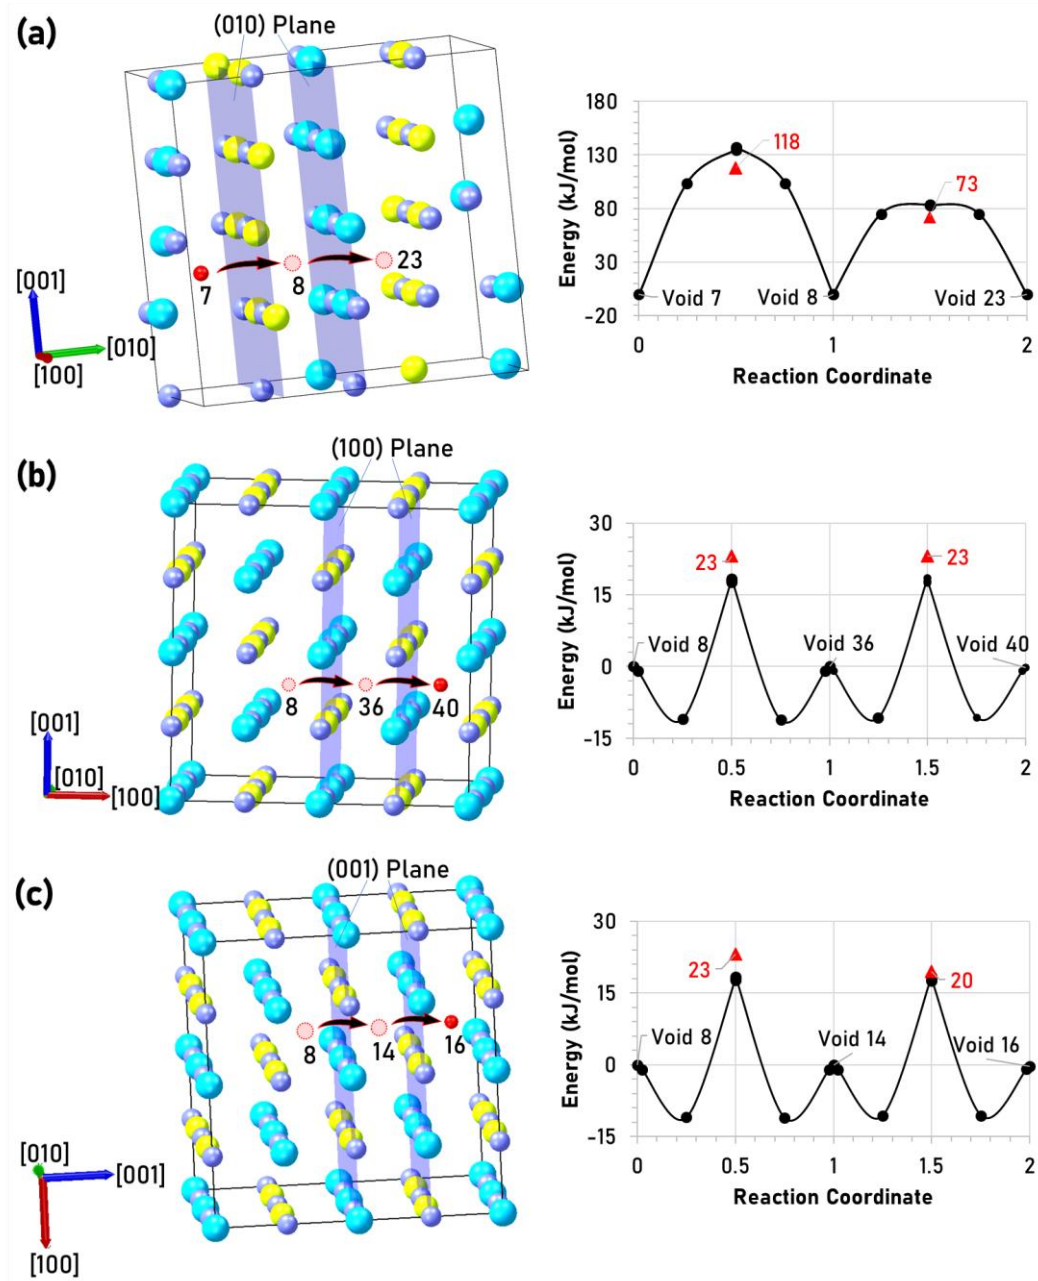 (a)
(010) Plane
7
8
23
[001]
[010]
[100]
Energy (kJ/mol)
180
130
80
30
-20
118
73
Void 7
Void 8
Void 23
0
1
2
Reaction Coordinate
(b)
(100) Plane
8
36
40
[001]
[010]
[100]
Energy (kJ/mol)
30
15
0
-15
23
23
Void 8
Void 36
Void 40
0
0.5
1
1.5
2
Reaction Coordinate
(c)
(001) Plane
8
14
16
[010]
[001]
[100]
Energy (kJ/mol)
30
15
0
-15
23
20
Void 8
Void 14
Void 16
0
0.5
1
1.5
2
Reaction Coordinate